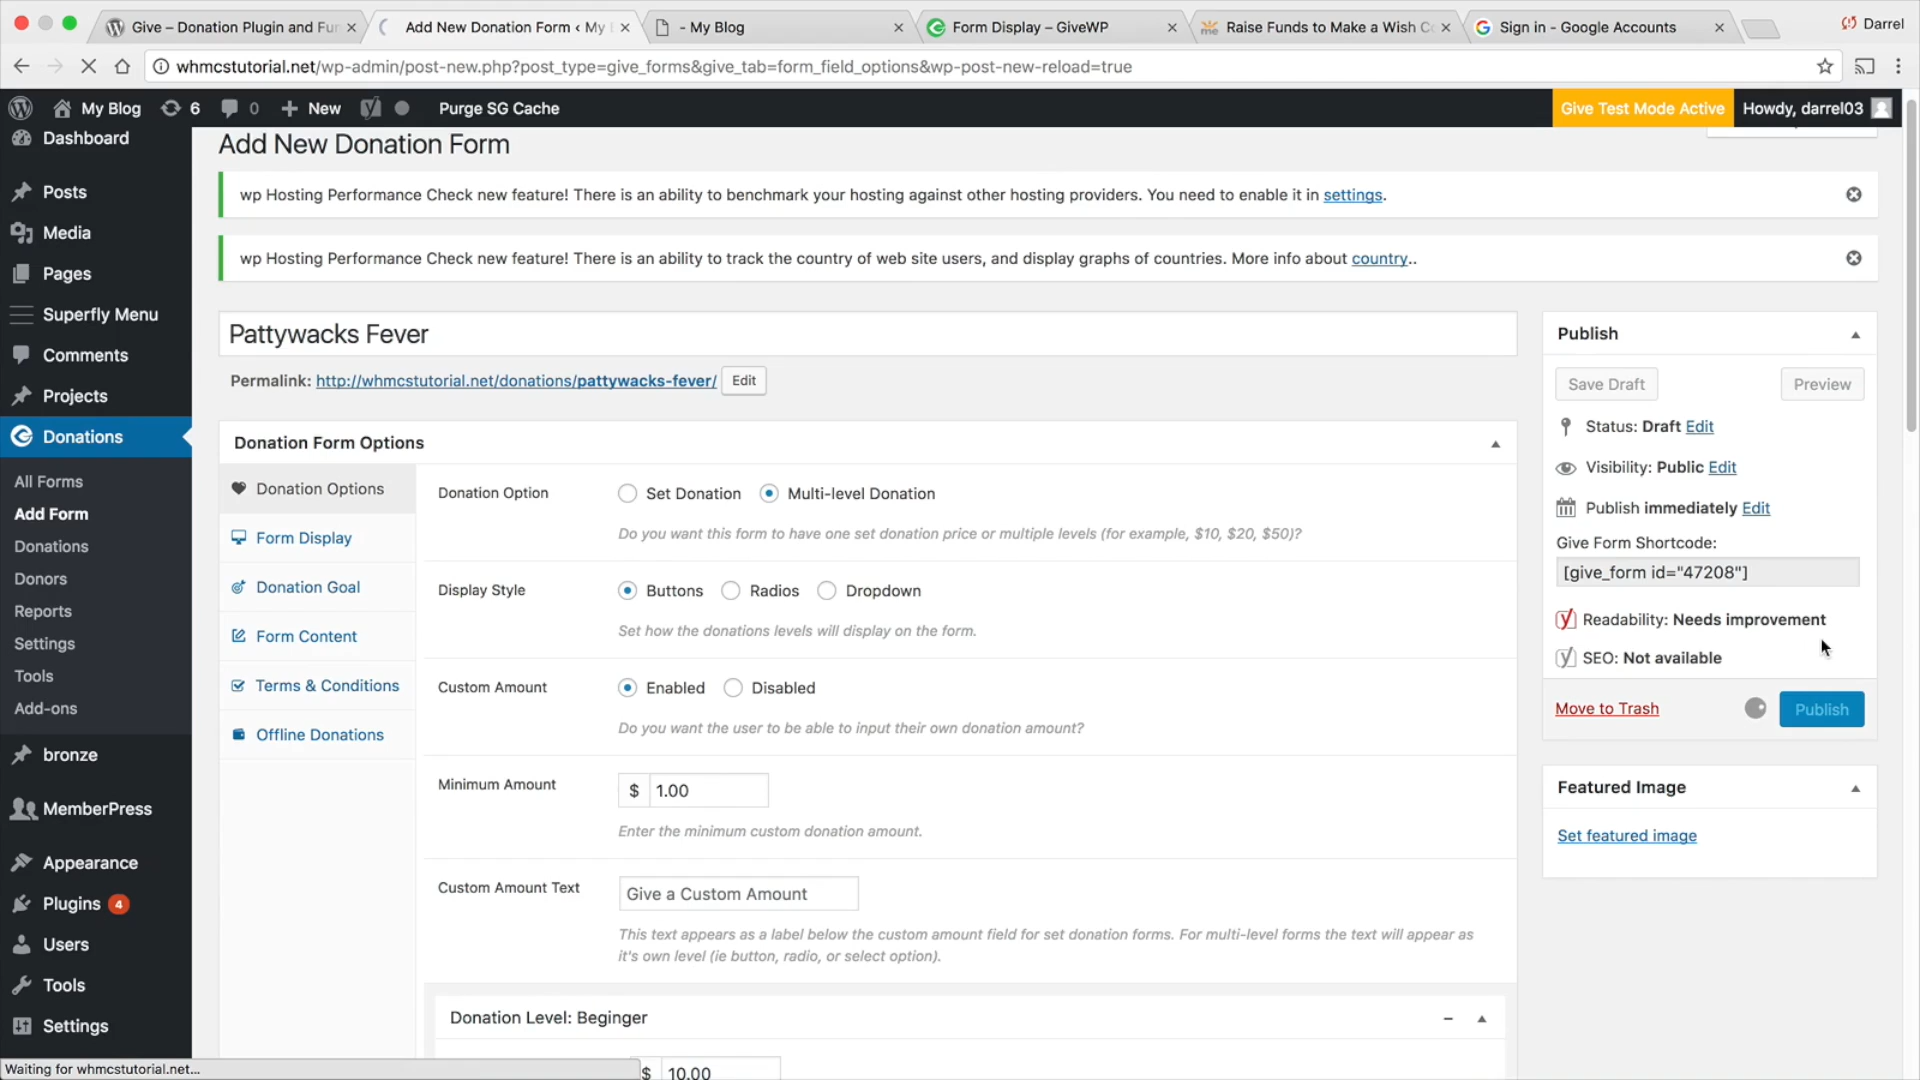 Give – Donation Plugin and Fun
Add New Donation Form ‹ My
- My Blog
Form Display – GiveWP
Raise Funds to Make a Wish Co
Sign in - Google Accounts
Darrel
whmcstutorial.net/wp-admin/post-new.php?post_type=give_forms&give_tab=form_field_options&wp-post-new-reload=true
My Blog
6
0
New
Purge SG Cache
Give Test Mode Active
Howdy, darrel03
Dashboard
Posts
Media
Pages
Superfly Menu
Comments
Projects
Donations
All Forms
Add Form
Donations
Donors
Reports
Settings
Tools
Add-ons
bronze
MemberPress
Appearance
Plugins 4
Users
Tools
Settings
Add New Donation Form
wp Hosting Performance Check new feature! There is an ability to benchmark your hosting against other hosting providers. You need to enable it in settings.
wp Hosting Performance Check new feature! There is an ability to track the country of web site users, and display graphs of countries. More info about country..
Pattywacks Fever
Permalink: http://whmcstutorial.net/donations/pattywacks-fever/ Edit
Donation Form Options
Donation Options
Form Display
Donation Goal
Form Content
Terms & Conditions
Offline Donations
Donation Option
Set Donation
Multi-level Donation
Do you want this form to have one set donation price or multiple levels (for example, $10, $20, $50)?
Display Style
Buttons
Radios
Dropdown
Set how the donations levels will display on the form.
Custom Amount
Enabled
Disabled
Do you want the user to be able to input their own donation amount?
Minimum Amount
$ 1.00
Enter the minimum custom donation amount.
Custom Amount Text
Give a Custom Amount
This text appears as a label below the custom amount field for set donation forms. For multi-level forms the text will appear as
it's own level (ie button, radio, or select option).
Donation Level: Beginger
$ 10.00
Publish
Save Draft
Preview
Status: Draft Edit
Visibility: Public Edit
Publish immediately Edit
Give Form Shortcode:
[give_form id="47208"]
Readability: Needs improvement
SEO: Not available
Move to Trash
Publish
Featured Image
Set featured image
Waiting for whmcstutorial.net...